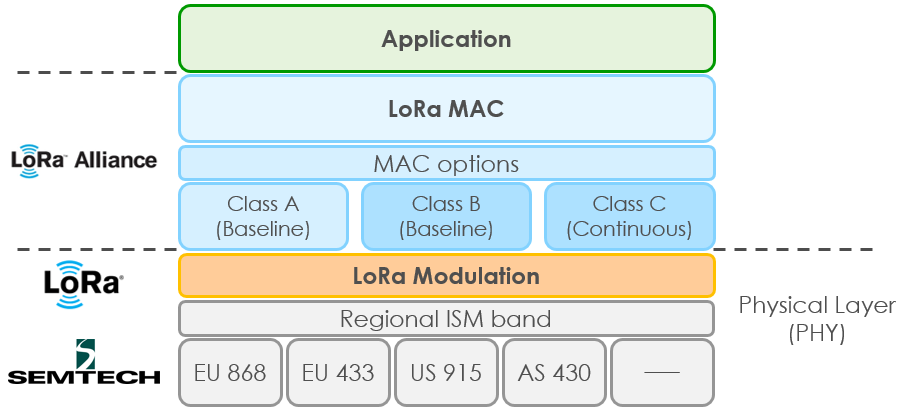 Application
LoRa MAC
LoRa™ Alliance
MAC options
Class A
(Baseline)
Class B
(Baseline)
Class C
(Continuous)
LoRa®
LoRa Modulation
Regional ISM band
Physical Layer
(PHY)
SEMTECH
EU 868
EU 433
US 915
AS 430